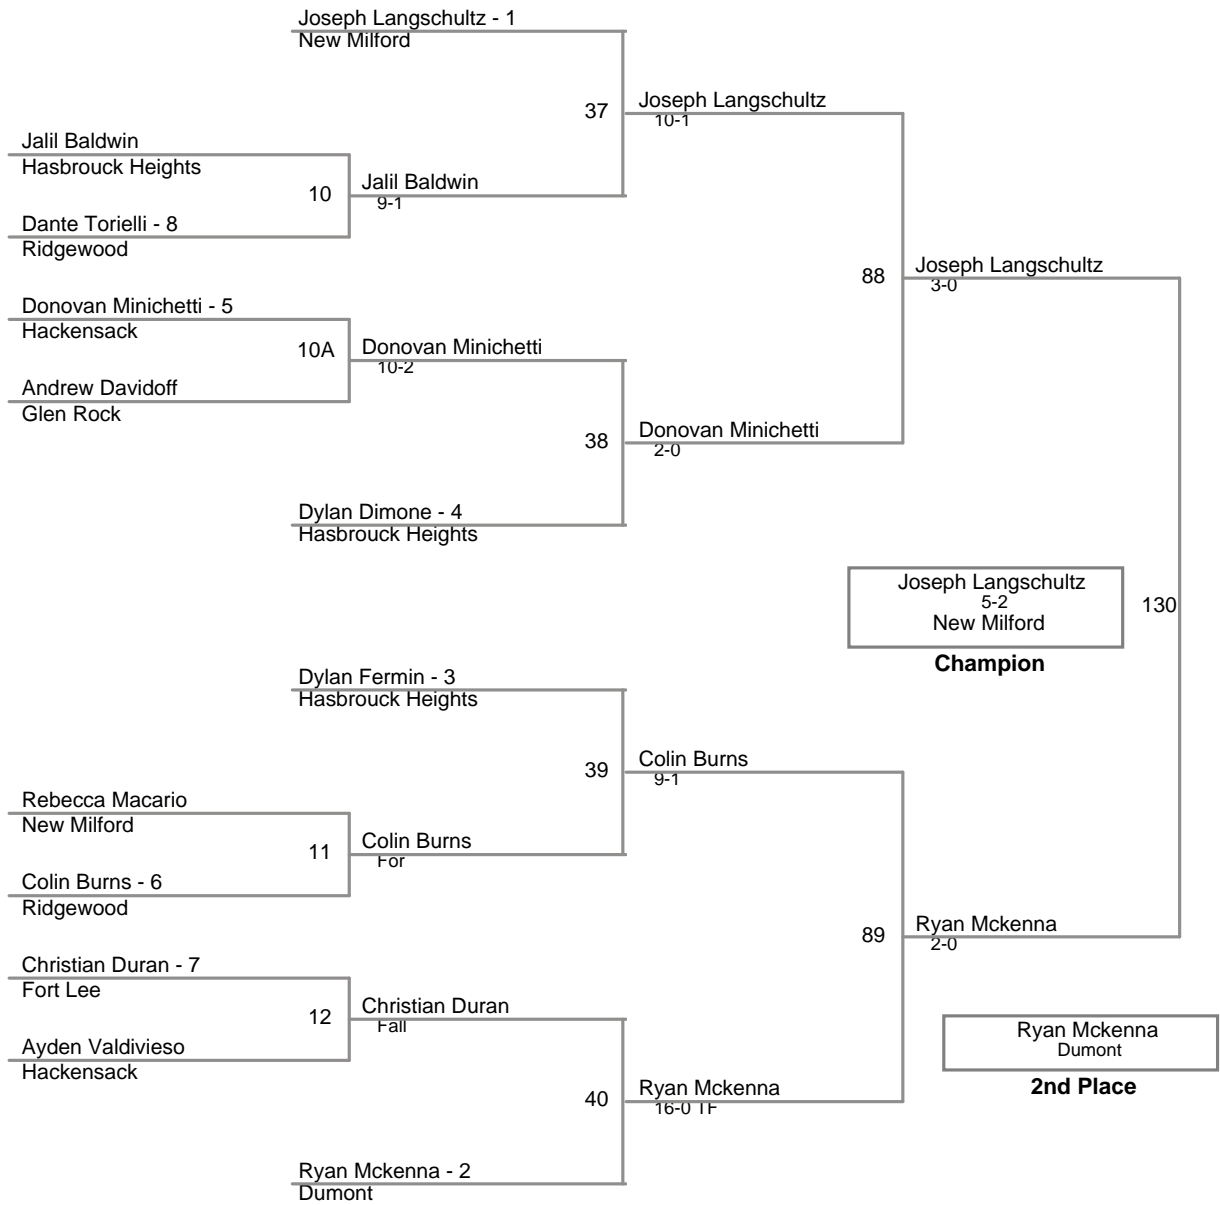 Joseph Langschultz - 1
New Milford
37
Joseph Langschultz
10-1
Jalil Baldwin
Hasbrouck Heights
10
Jalil Baldwin
9-1
Dante Torielli - 8
Ridgewood
88
Joseph Langschultz
3-0
Donovan Minichetti - 5
Hackensack
10A
Donovan Minichetti
10-2
Andrew Davidoff
Glen Rock
38
Donovan Minichetti
2-0
Dylan Dimone - 4
Hasbrouck Heights
Joseph Langschultz
5-2
New Milford
Champion
130
Dylan Fermin - 3
Hasbrouck Heights
39
Colin Burns
9-1
Rebecca Macario
New Milford
11
Colin Burns
For
Colin Burns - 6
Ridgewood
89
Ryan Mckenna
2-0
Christian Duran - 7
Fort Lee
12
Christian Duran
Fall
Ayden Valdivieso
Hackensack
Ryan Mckenna
Dumont
2nd Place
40
Ryan Mckenna
16-0 TF
Ryan Mckenna - 2
Dumont